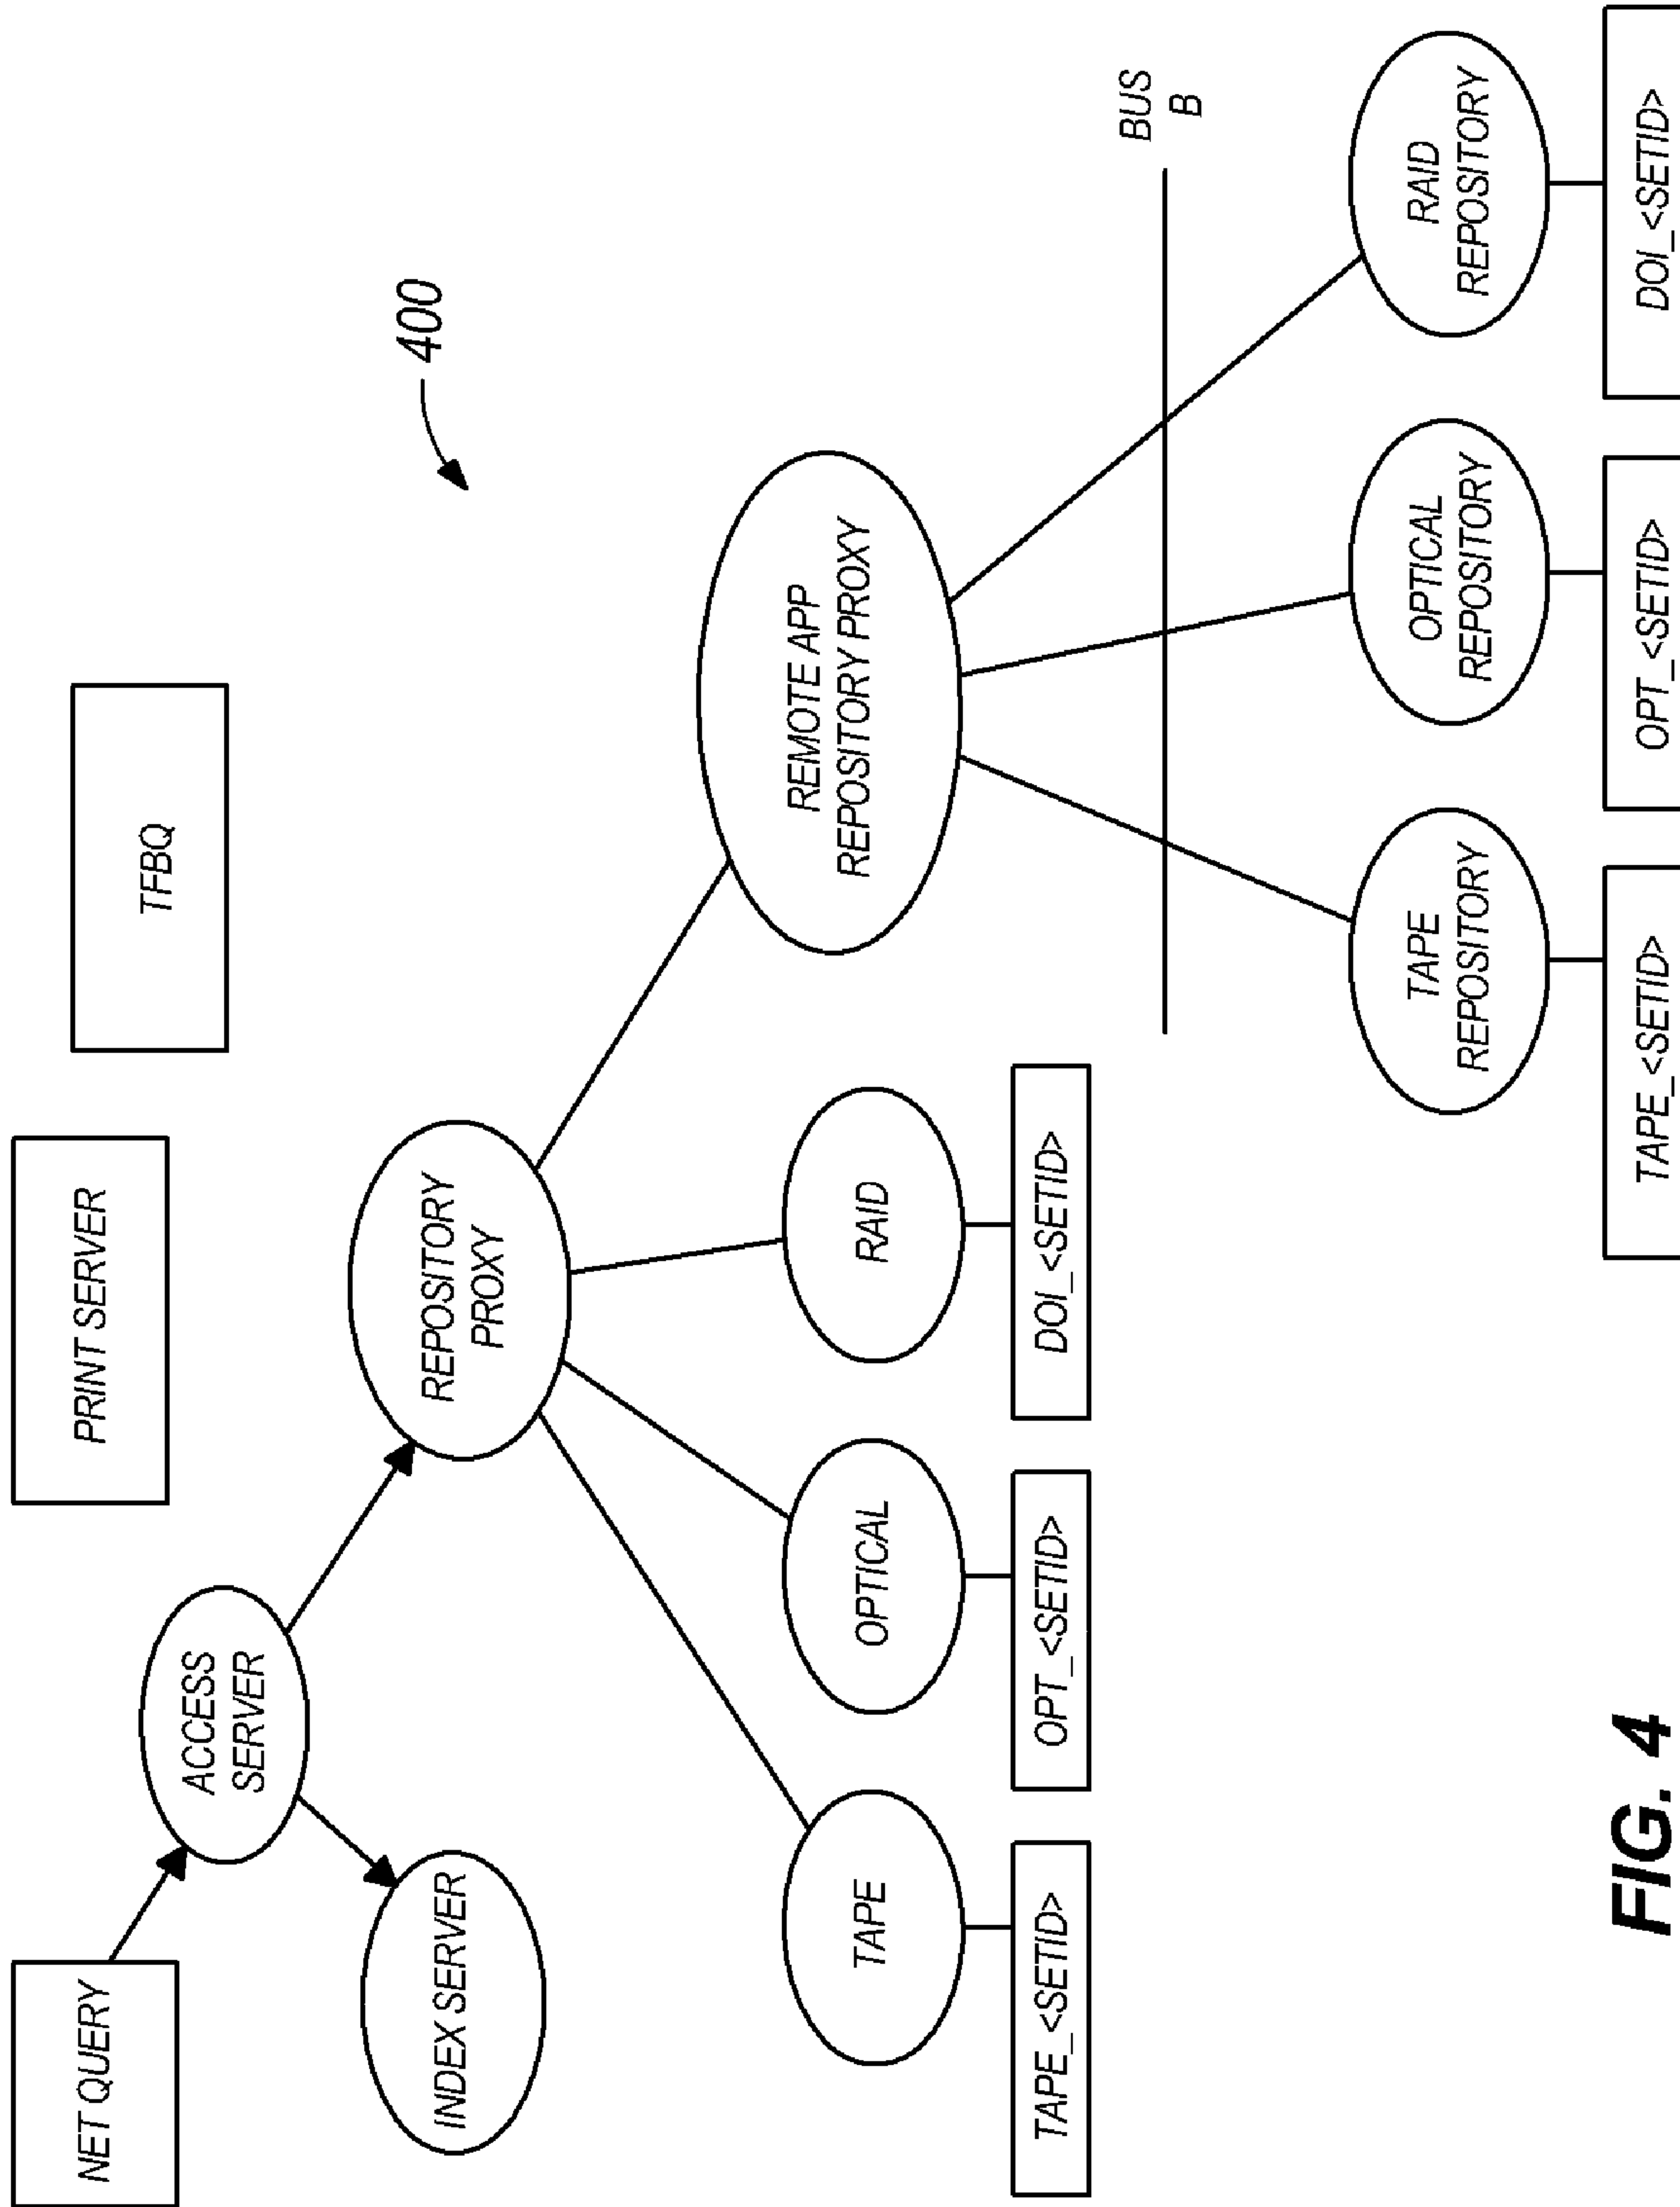 NET QUERY
PRINT SERVER
TFBQ
ACCESS
SERVER
400
INDEX SERVER
REPOSITORY
PROXY
REMOTE APP
REPOSITORY PROXY
TAPE
OPTICAL
RAID
TAPE_<SETID>
OPT_<SETID>
DOI_<SETID>
BUS
B
TAPE
REPOSITORY
OPTICAL
REPOSITORY
RAID
REPOSITORY
TAPE_<SETID>
OPT_<SETID>
DOI_<SETID>
FIG. 4